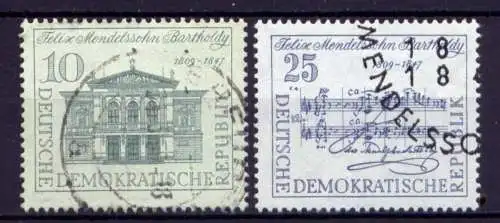 Felix Mendelssohn Bartholdy
10
1809-1847
DEUTSCHE
DEMOKRATISCHE
REPUBLIK
Felix Mendelssohn Bartholdy
25
1809-1847
DEUTSCHE
DEMOKRATISCHE
REPUBLIK
18
18
MENDELSSO